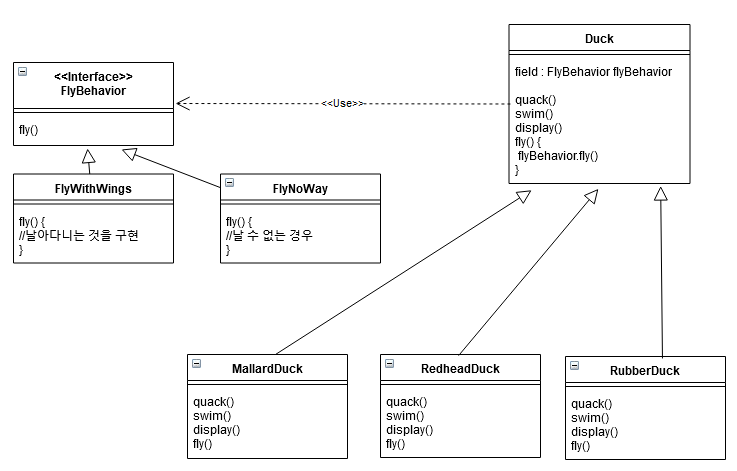 <<Interface>>
FlyBehavior
fly()
<<Use>>
Duck
field : FlyBehavior flyBehavior
quack()
swim()
display()
fly() {
flyBehavior.fly()
}
FlyWithWings
fly() {
//날아다니는 것을 구현
}
FlyNoWay
fly() {
//날 수 없는 경우
}
MallardDuck
quack()
swim()
display()
fly()
RedheadDuck
quack()
swim()
display()
fly()
RubberDuck
quack()
swim()
display()
fly()